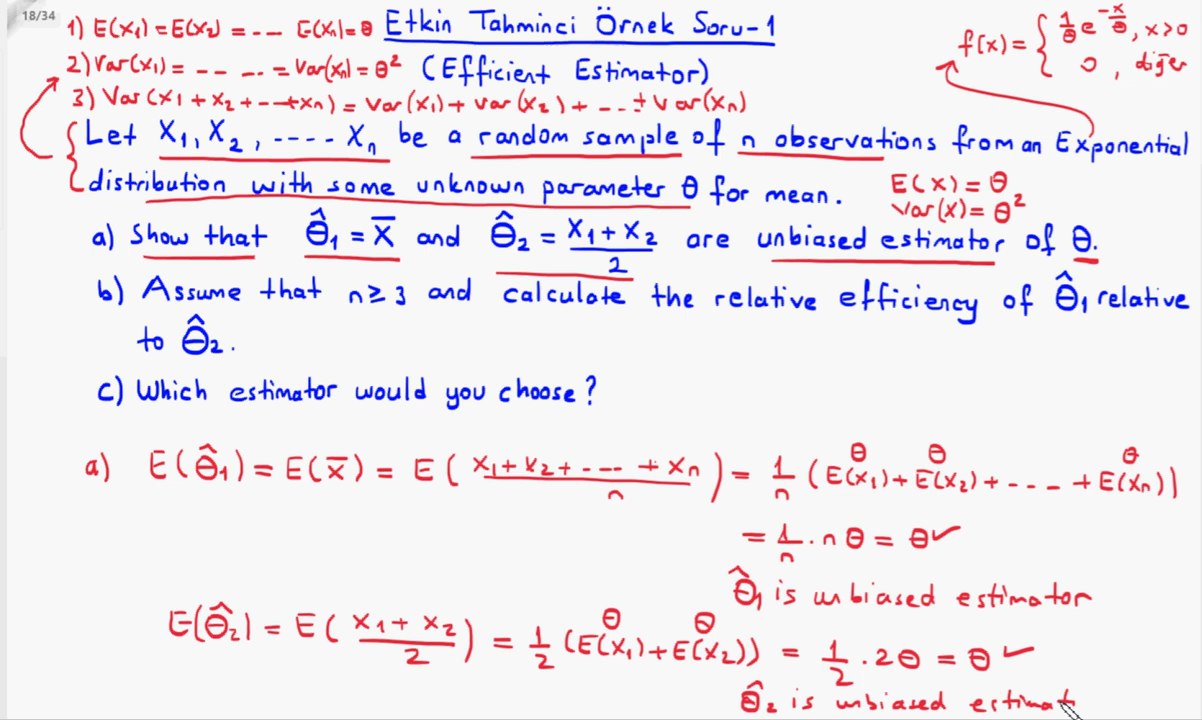 18/34
1) E(X₁) = E(X₂) = --- E(Xₙ) = θ Etkin Tahminci Örnek Soru-1
2) Var(X₁) = -- -- -- = Var(Xₙ) = θ² (Efficient Estimator)
f(x) = { 1/θ e^(-x/θ), x>0
0, diğer
3) Var(X₁ + X₂ + --- + Xₙ) = Var(X₁) + Var(X₂) + --- + Var(Xₙ)
Let X₁, X₂, ---- Xₙ be a random sample of n observations from an Exponential
distribution with some unknown parameter θ for mean.
E(X) = θ
Var(X) = θ²
a) Show that θ̂₁ = X̄ and θ̂₂ = (X₁ + X₂)/2 are unbiased estimator of θ.
b) Assume that n≥3 and calculate the relative efficiency of θ̂₁ relative
to θ̂₂.
c) Which estimator would you choose?
θ θ θ
a) E(θ̂₁) = E(X̄) = E( (X₁ + X₂ + --- + Xₙ)/n ) = 1/n (E(X₁) + E(X₂) + ---- + E(Xₙ))
= 1/n . nθ = θ ✓
θ̂₁ is unbiased estimator
θ θ
E(θ̂₂) = E( (X₁ + X₂)/2 ) = 1/2 (E(X₁) + E(X₂)) = 1/2 . 2θ = θ ✓
θ̂₂ is unbiased estimat